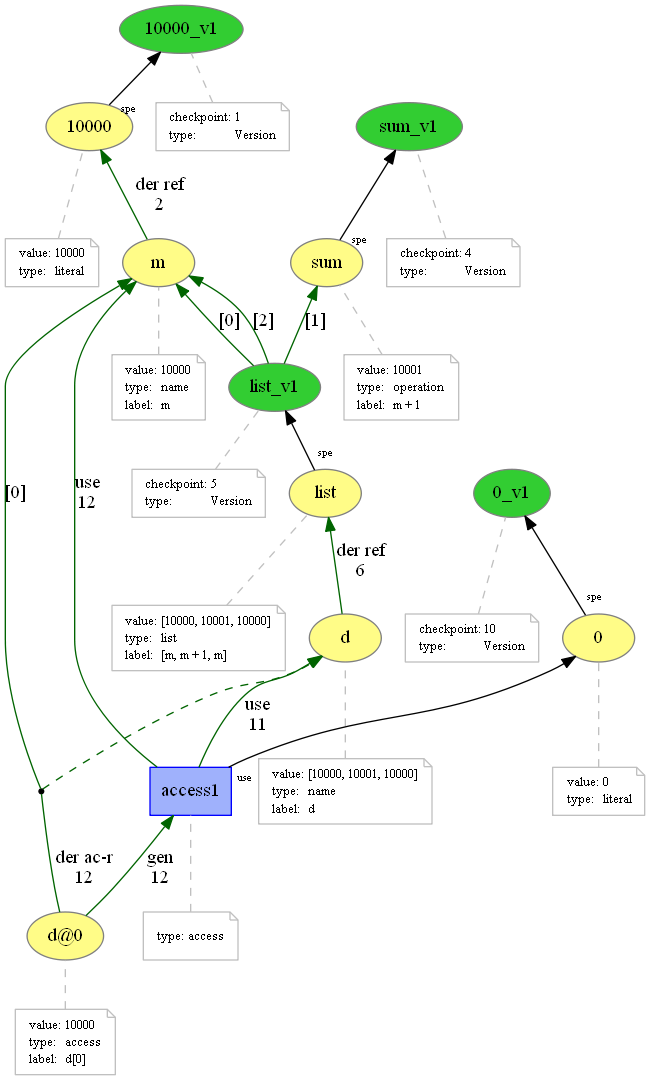 10000_v1
spe
checkpoint: 1
type: Version
10000
sum_v1
der ref
2
spe
value: 10000
type: literal
checkpoint: 4
type: Version
m
sum
[0]
[2]
[1]
value: 10000
type: name
label: m
value: 10001
type: operation
label: m + 1
list_v1
spe
checkpoint: 5
type: Version
[0]
use
12
list
0_v1
der ref
6
spe
value: [10000, 10001, 10000]
type: list
label: [m, m + 1, m]
checkpoint: 10
type: Version
d
0
use
11
access1
use
value: [10000, 10001, 10000]
type: name
label: d
value: 0
type: literal
der ac-r
12
gen
12
d@0
type: access
value: 10000
type: access
label: d[0]